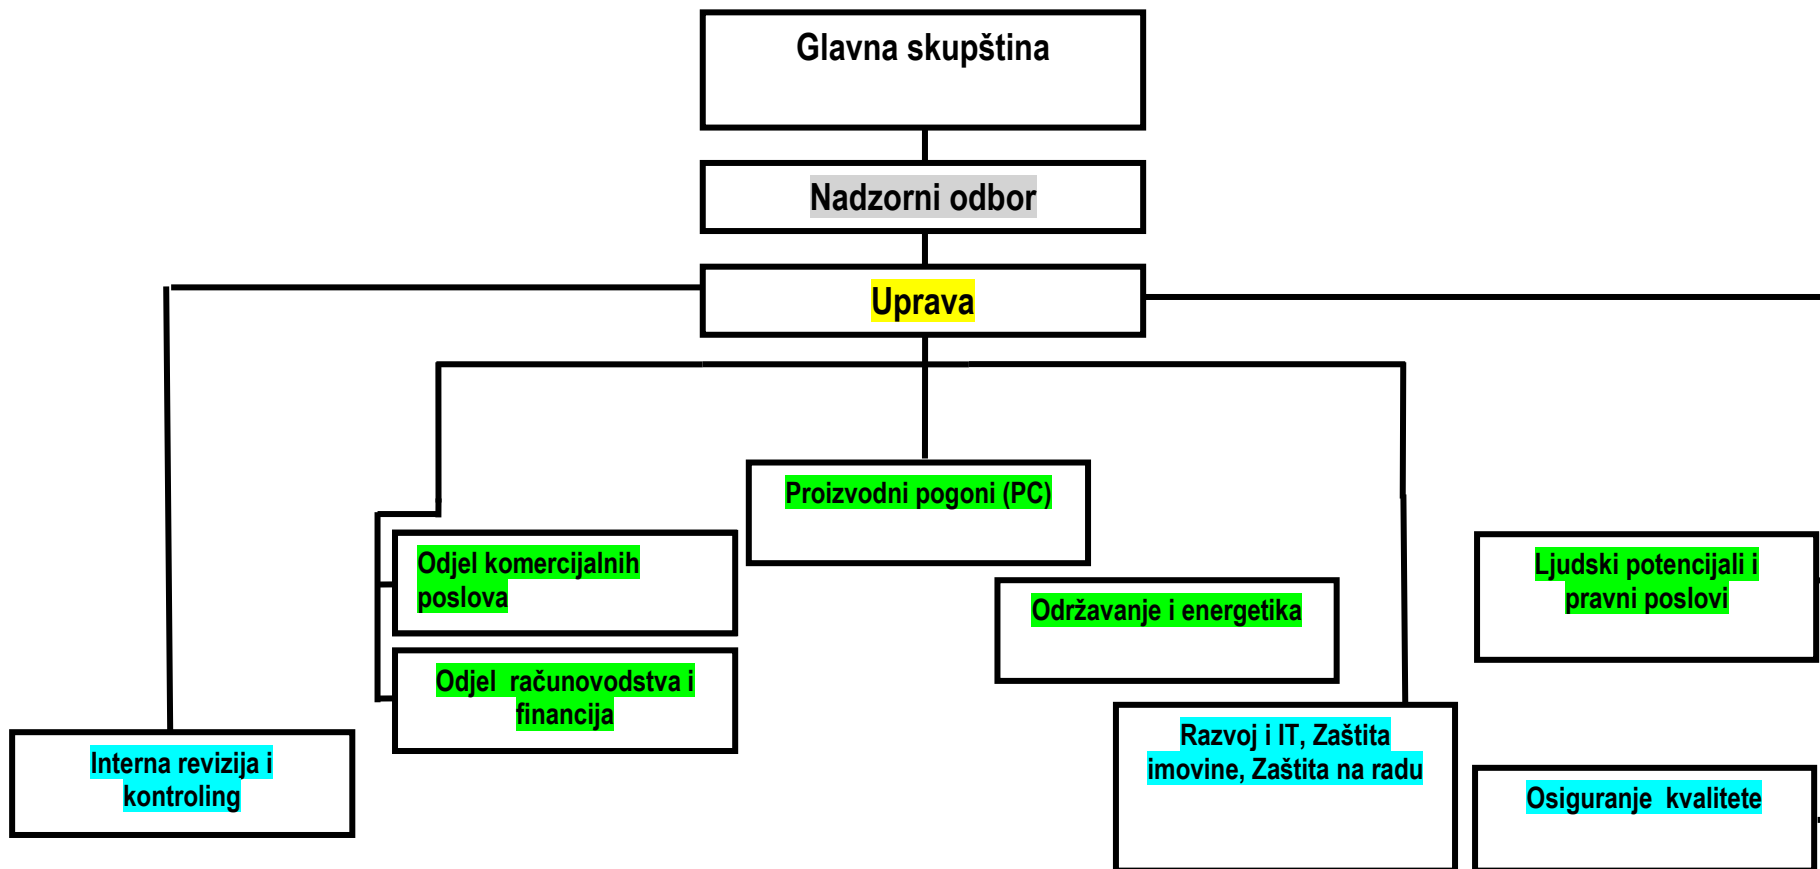 Glavna skupština
Nadzorni odbor
Uprava
Proizvodni pogoni (PC)
Odjel komercijalnih
poslova
Ljudski potencijali i
pravni poslovi
Održavanje i energetika
Odjel  računovodstva i
financija
Razvoj i IT, Zaštita
imovine, Zaštita na radu
Interna revizija i
kontroling
Osiguranje  kvalitete